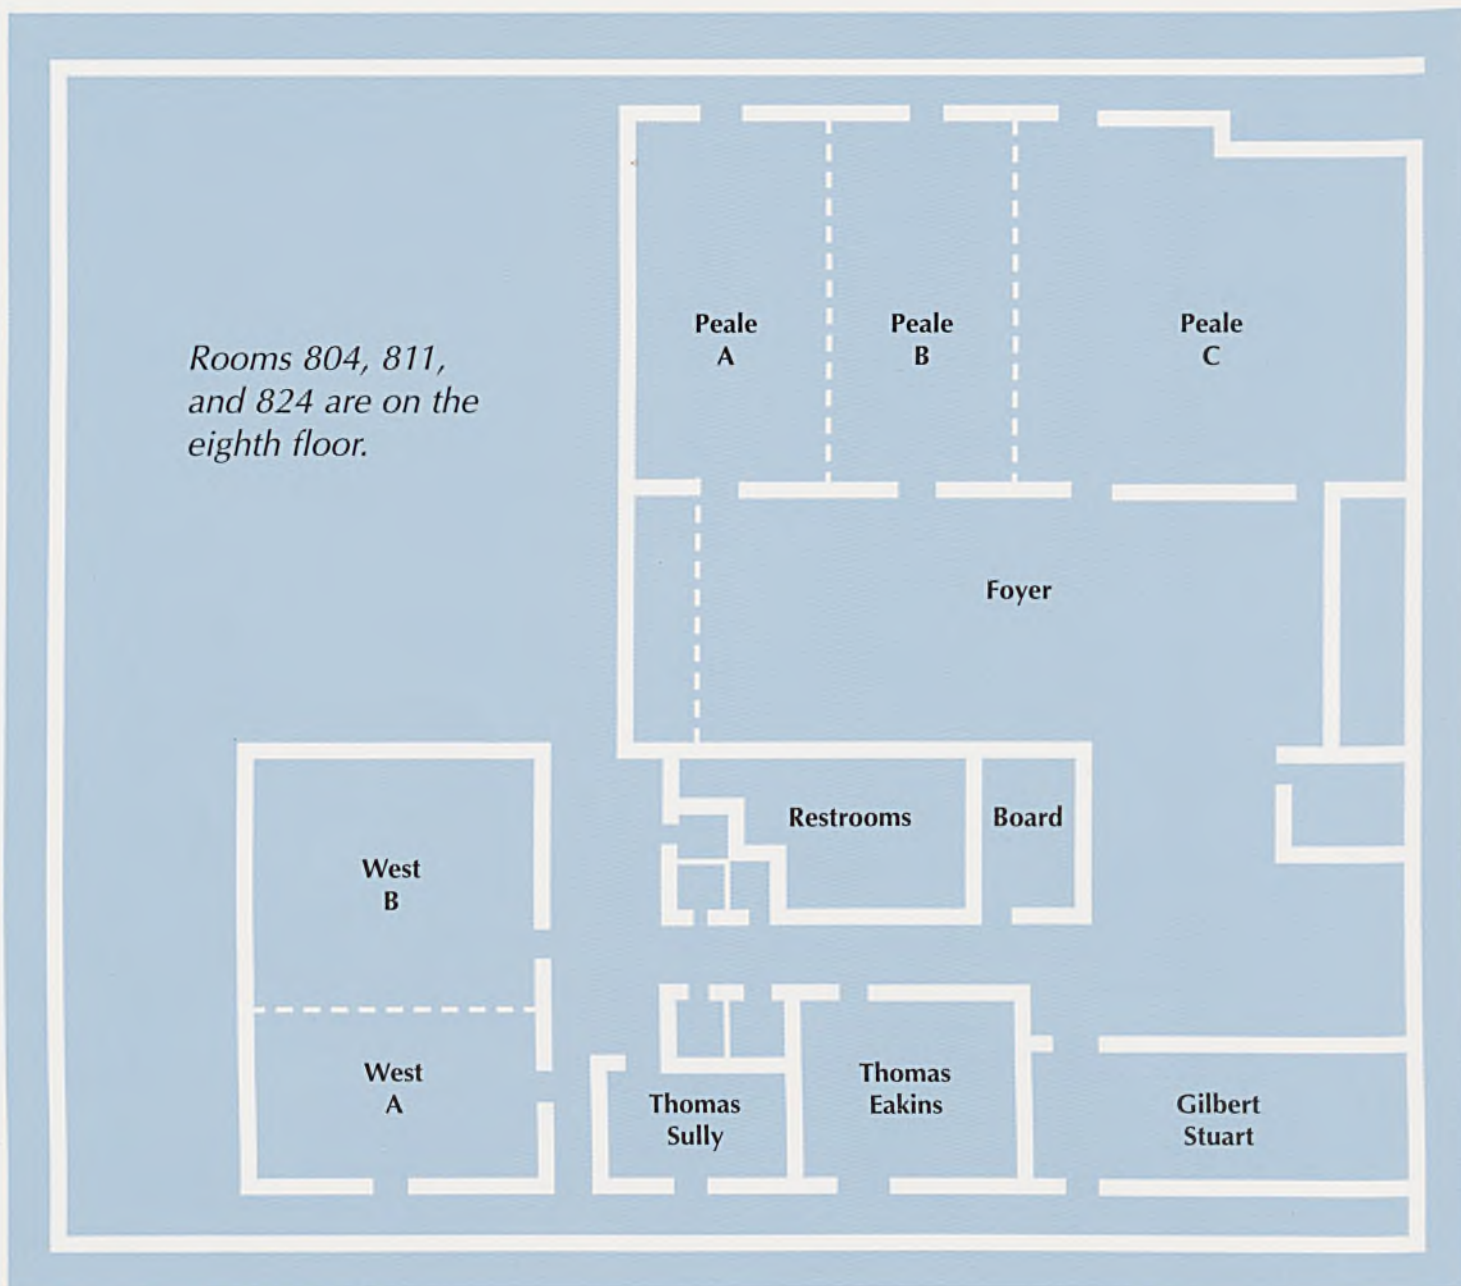 Peale
A
Peale
B
Peale
C
Rooms 804, 811,
and 824 are on the
eighth floor.
Foyer
Restrooms
Board
West
B
West
A
Thomas
Sully
Thomas
Eakins
Gilbert
Stuart